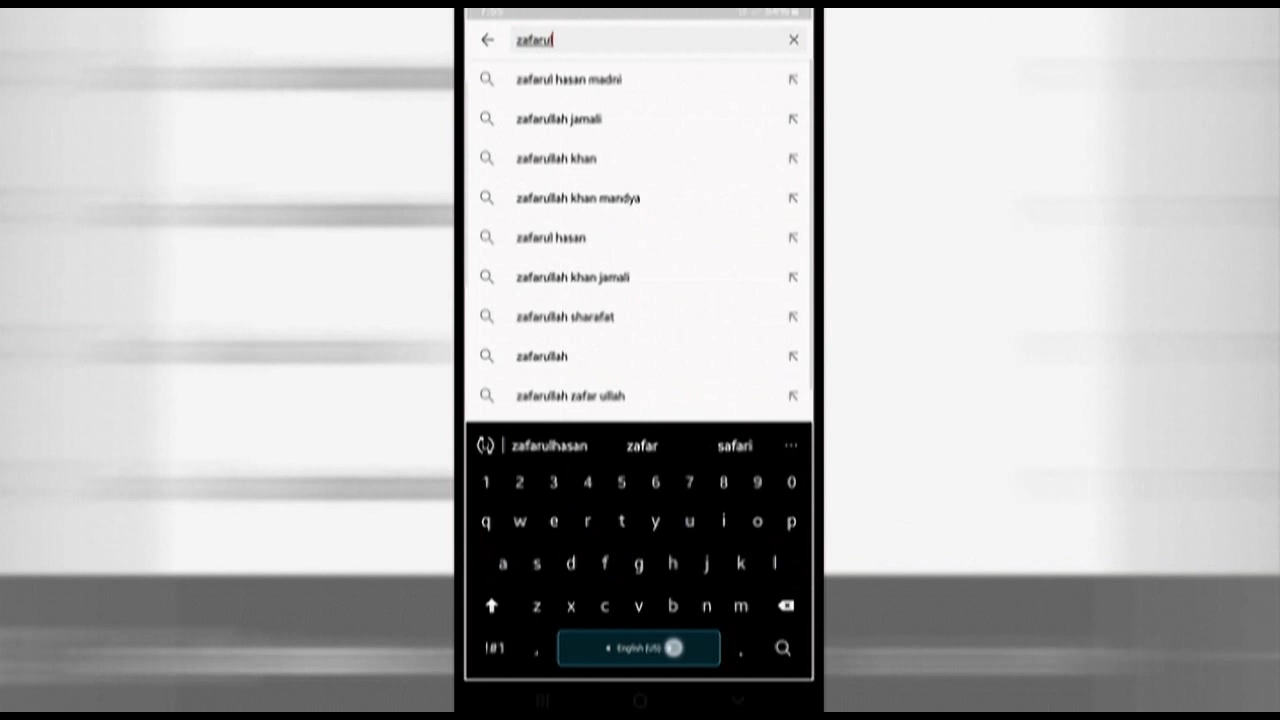 zafarul
zafarul hasan madni
zafarullah jamali
zafarullah khan
zafarullah khan mandya
zafarul hasan
zafarullah khan jamali
zafarullah sharafat
zafarullah
zafarullah zafar ullah
zafarulhasan zafar safari ...
1 2 3 4 5 6 7 8 9 0
q w e r t y u i o p
a s d f g h j k l
z x c v b n m
!#1 , English (US) .